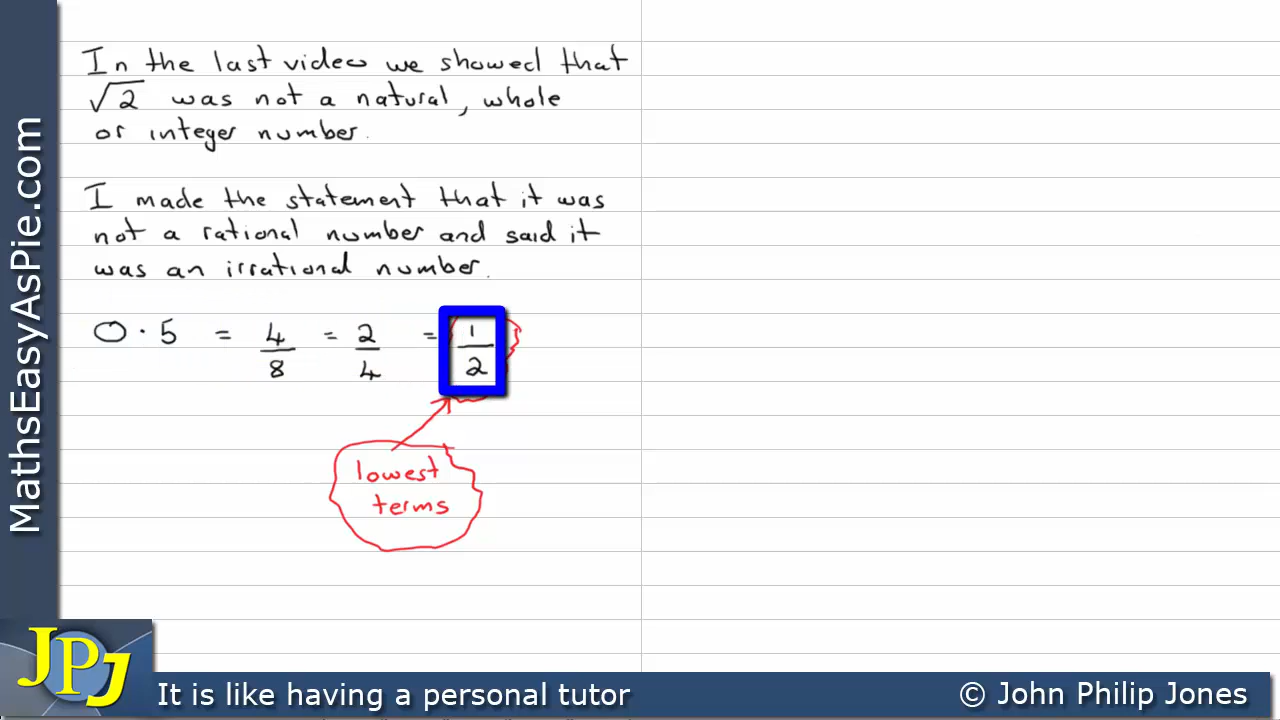 In the last video we showed that
√2 was not a natural, whole
or integer number.
I made the statement that it was
not a rational number and said it
was an irrational number.
0·5 = 4/8 = 2/4 = 1/2
lowest
terms
MathsEasyAsPie.com
JPJ
It is like having a personal tutor
© John Philip Jones